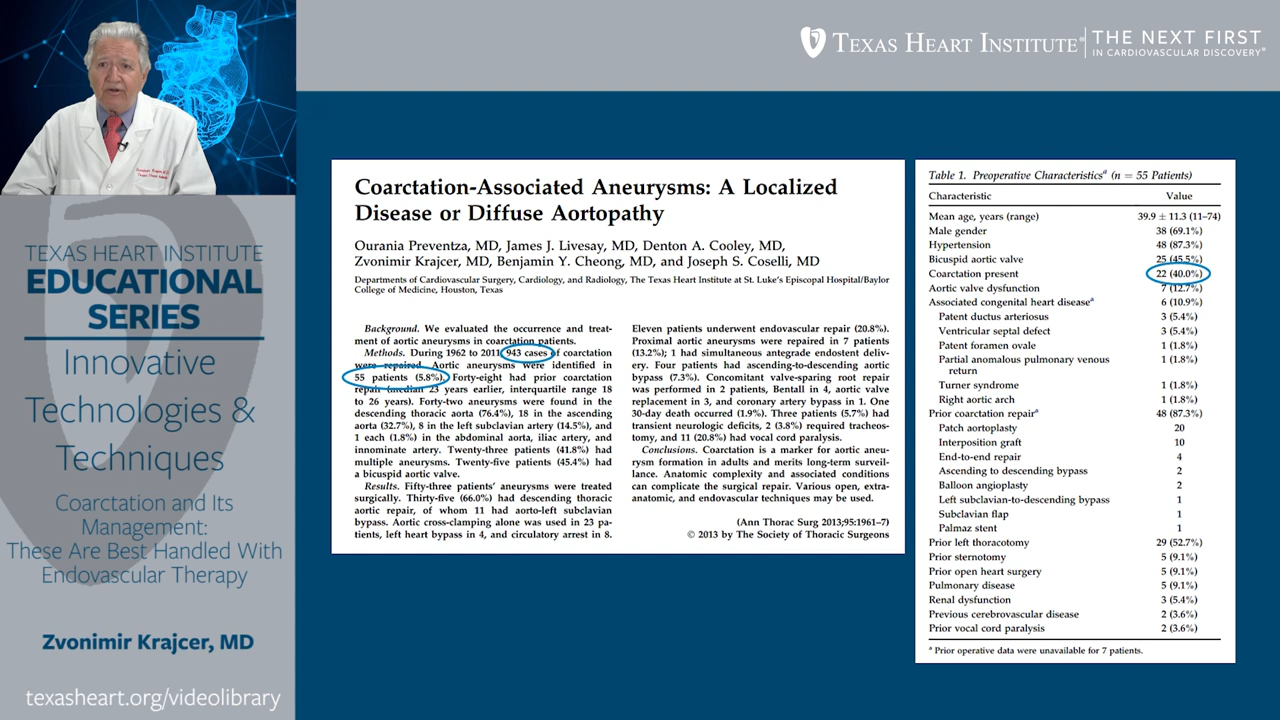 TEXAS HEART INSTITUTE®
THE NEXT FIRST
IN CARDIOVASCULAR DISCOVERY®
TEXAS HEART INSTITUTE
EDUCATIONAL
SERIES
Innovative
Technologies &
Techniques
Coarctation and Its
Management:
These Are Best Handled With
Endovascular Therapy
Zvonimir Krajcer, MD
texasheart.org/videolibrary
Coarctation-Associated Aneurysms: A Localized
Disease or Diffuse Aortopathy
Ourania Preventza, MD, James J. Livesay, MD, Denton A. Cooley, MD,
Zvonimir Krajcer, MD, Benjamin Y. Cheong, MD, and Joseph S. Coselli, MD
Departments of Cardiovascular Surgery, Cardiology, and Radiology, The Texas Heart Institute at St. Luke's Episcopal Hospital/Baylor
College of Medicine, Houston, Texas
Background. We evaluated the occurrence and treat-
ment of aortic aneurysms in coarctation patients.
Methods. During 1962 to 2011, 943 cases of coarctation
were repaired. Aortic aneurysms were identified in
55 patients (5.8%). Forty-eight had prior coarctation
repair (median 23 years earlier, interquartile range 18
to 26 years). Forty-two aneurysms were found in the
descending thoracic aorta (76.4%), 18 in the ascending
aorta (32.7%), 8 in the left subclavian artery (14.5%), and
1 each (1.8%) in the abdominal aorta, iliac artery, and
innominate artery. Twenty-three patients (41.8%) had
multiple aneurysms. Twenty-five patients (45.4%) had
a bicuspid aortic valve.
Results. Fifty-three patients' aneurysms were treated
surgically. Thirty-five (66.0%) had descending thoracic
aortic repair, of whom 11 had aorto-left subclavian
bypass. Aortic cross-clamping alone was used in 23 pa-
tients, left heart bypass in 4, and circulatory arrest in 8.
Eleven patients underwent endovascular repair (20.8%).
Proximal aortic aneurysms were repaired in 7 patients
(13.2%); 1 had simultaneous antegrade endostent deliv-
ery. Four patients had ascending-to-descending aortic
bypass (7.3%). Concomitant valve-sparing root repair
was performed in 2 patients, Bentall in 4, aortic valve
replacement in 3, and coronary artery bypass in 1. One
30-day death occurred (1.9%). Three patients (5.7%) had
transient neurologic deficits, 2 (3.8%) required tracheos-
tomy, and 11 (20.8%) had vocal cord paralysis.
Conclusions. Coarctation is a marker for aortic aneu-
rysm formation in adults and merits long-term surveil-
lance. Anatomic complexity and associated conditions
can complicate the surgical repair. Various open, extra-
anatomic, and endovascular techniques may be used.
(Ann Thorac Surg 2013;95:1961–7)
© 2013 by The Society of Thoracic Surgeons
Table 1. Preoperative Characteristicsª (n = 55 Patients)
Characteristic Value
Mean age, years (range) 39.9 ± 11.3 (11–74)
Male gender 38 (69.1%)
Hypertension 48 (87.3%)
Bicuspid aortic valve 25 (45.5%)
Coarctation present 22 (40.0%)
Aortic valve dysfunction 7 (12.7%)
Associated congenital heart diseaseª 6 (10.9%)
Patent ductus arteriosus 3 (5.4%)
Ventricular septal defect 3 (5.4%)
Patent foramen ovale 1 (1.8%)
Partial anomalous pulmonary venous 1 (1.8%)
return
Turner syndrome 1 (1.8%)
Right aortic arch 1 (1.8%)
Prior coarctation repairª 48 (87.3%)
Patch aortoplasty 20
Interposition graft 10
End-to-end repair 4
Ascending to descending bypass 2
Balloon angioplasty 2
Left subclavian-to-descending bypass 1
Subclavian flap 1
Palmaz stent 1
Prior left thoracotomy 29 (52.7%)
Prior sternotomy 5 (9.1%)
Prior open heart surgery 5 (9.1%)
Pulmonary disease 5 (9.1%)
Renal dysfunction 3 (5.4%)
Previous cerebrovascular disease 2 (3.6%)
Prior vocal cord paralysis 2 (3.6%)
ª Prior operative data were unavailable for 7 patients.